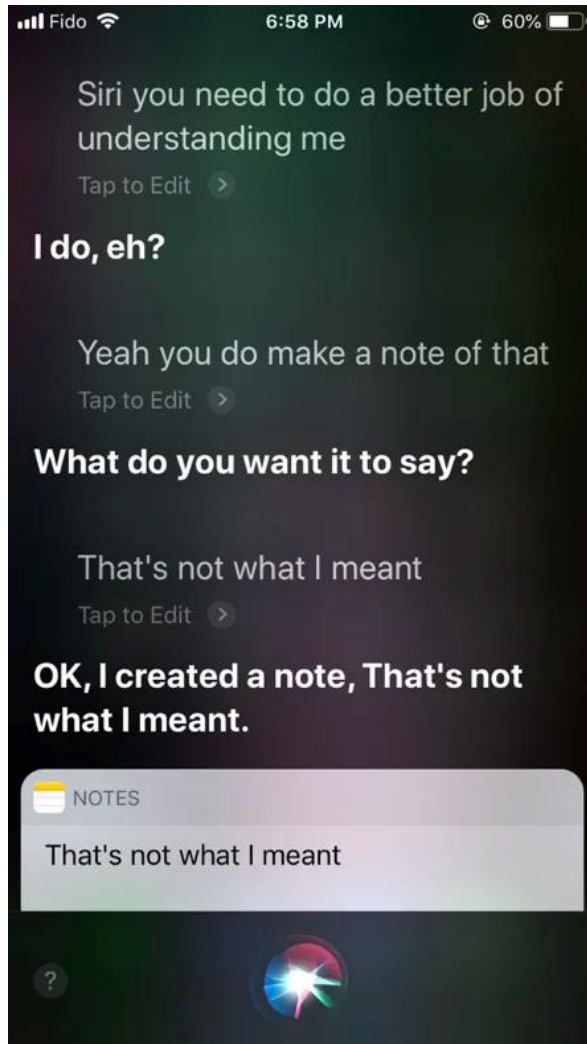 Fido 6:58 PM 60%
Siri you need to do a better job of
understanding me
Tap to Edit
I do, eh?
Yeah you do make a note of that
Tap to Edit
What do you want it to say?
That's not what I meant
Tap to Edit
OK, I created a note, That's not
what I meant.
NOTES
That's not what I meant
?